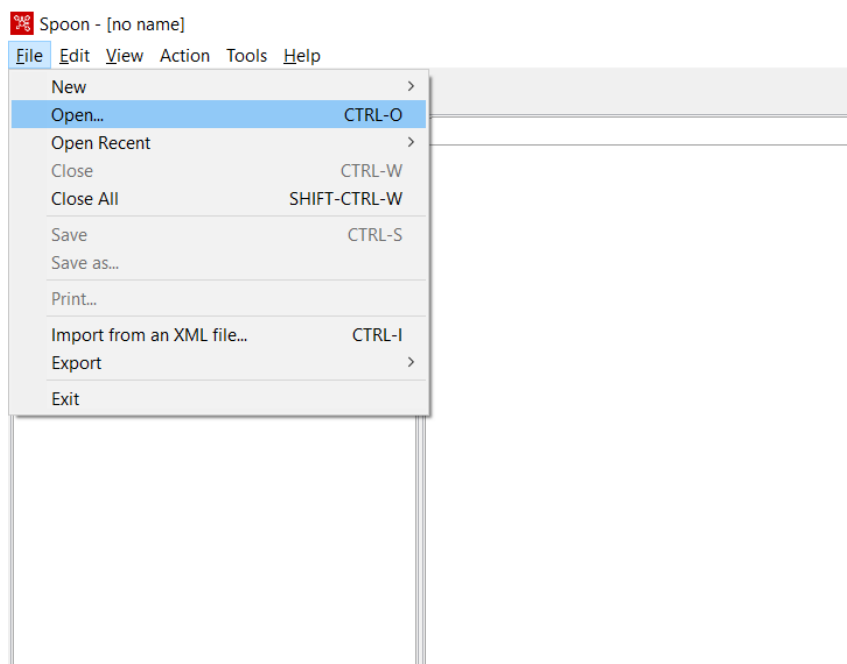 Spoon - [no name]
File Edit View Action Tools Help
New
Open... CTRL-O
Open Recent
Close CTRL-W
Close All SHIFT-CTRL-W
Save CTRL-S
Save as...
Print...
Import from an XML file... CTRL-I
Export
Exit